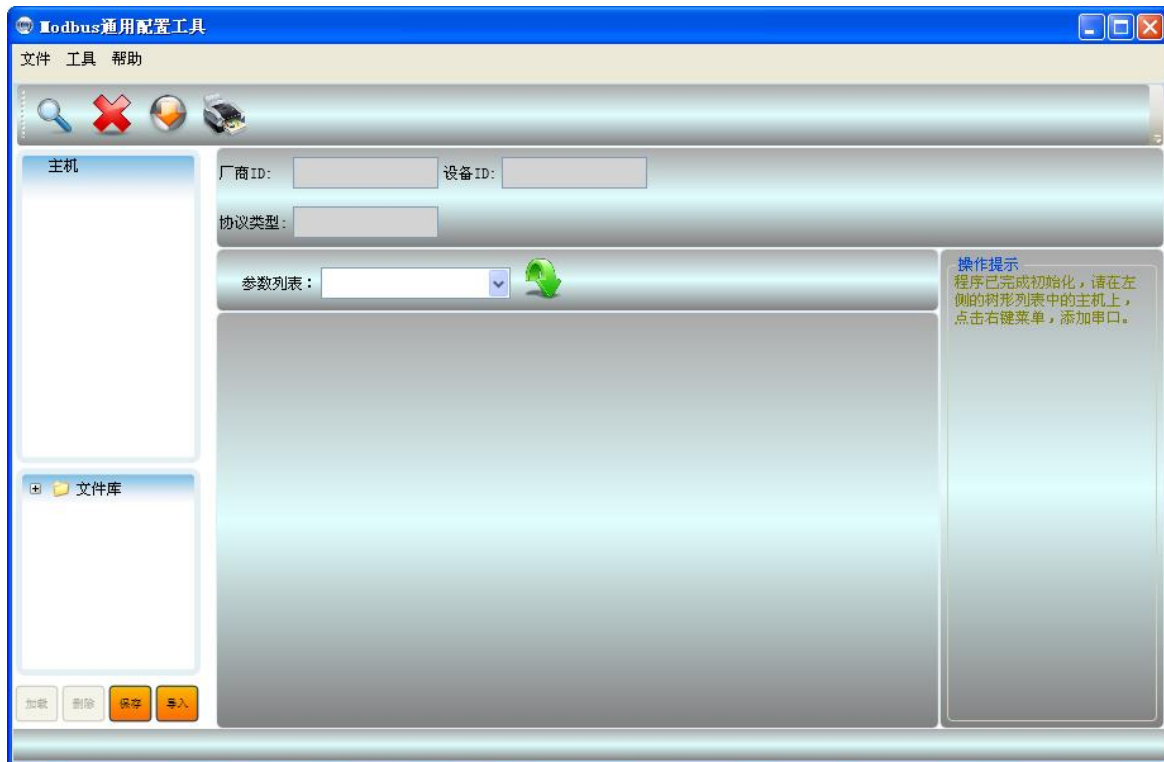 Modbus通用配置工具
文件 工具 帮助
主机
厂商ID: 设备ID:
协议类型:
参数列表：
操作提示
程序已完成初始化，请在左
侧的树形列表中的主机上，
点击右键菜单，添加串口。
文件库
加载 删除 保存 导入